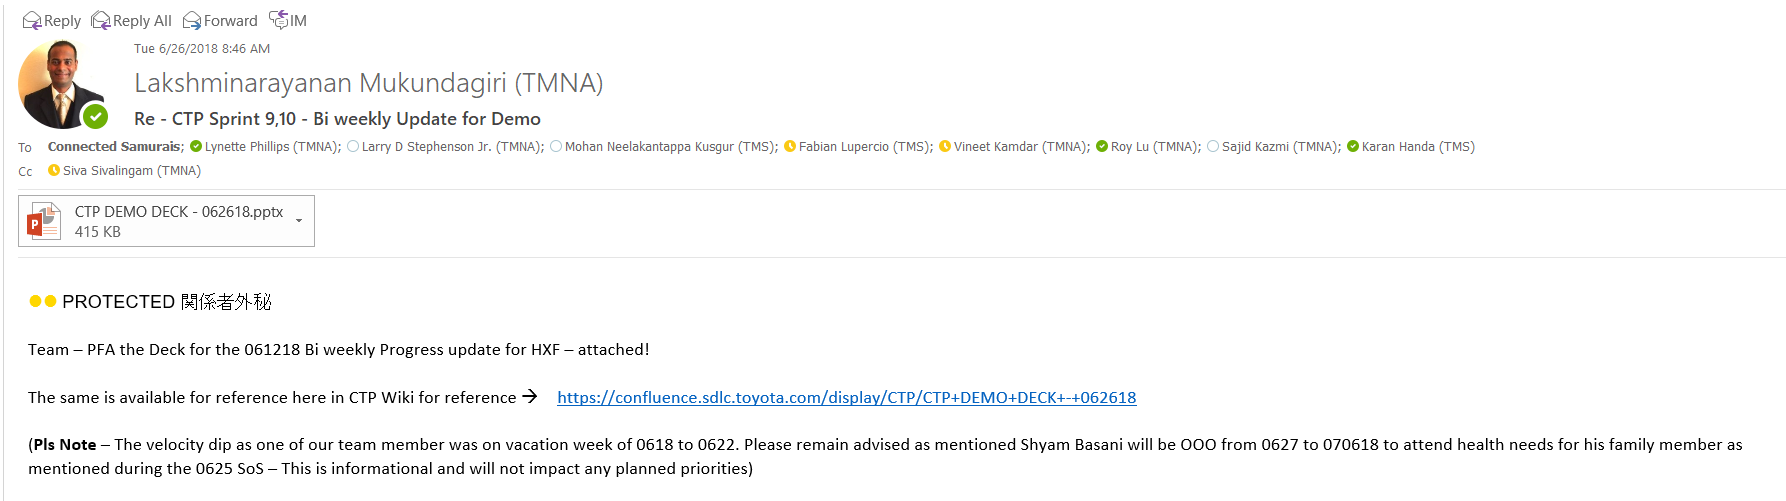 Reply Reply All Forward IM
Tue 6/26/2018 8:46 AM
Lakshminarayanan Mukundagiri (TMNA)
Re - CTP Sprint 9,10 - Bi weekly Update for Demo
To Connected Samurais; Lynette Phillips (TMNA); Larry D Stephenson Jr. (TMNA); Mohan Neelakantappa Kusgur (TMS); Fabian Lupercio (TMS); Vineet Kamdar (TMNA); Roy Lu (TMNA); Sajid Kazmi (TMNA); Karan Handa (TMS)
Cc Siva Sivalingam (TMNA)
CTP DEMO DECK - 062618.pptx
415 KB
PROTECTED 関係者外秘
Team – PFA the Deck for the 061218 Bi weekly Progress update for HXF – attached!
The same is available for reference here in CTP Wiki for reference → https://confluence.sdlc.toyota.com/display/CTP/CTP+DEMO+DECK+-+062618
(Pls Note – The velocity dip as one of our team member was on vacation week of 0618 to 0622. Please remain advised as mentioned Shyam Basani will be OOO from 0627 to 070618 to attend health needs for his family member as
mentioned during the 0625 SoS – This is informational and will not impact any planned priorities)